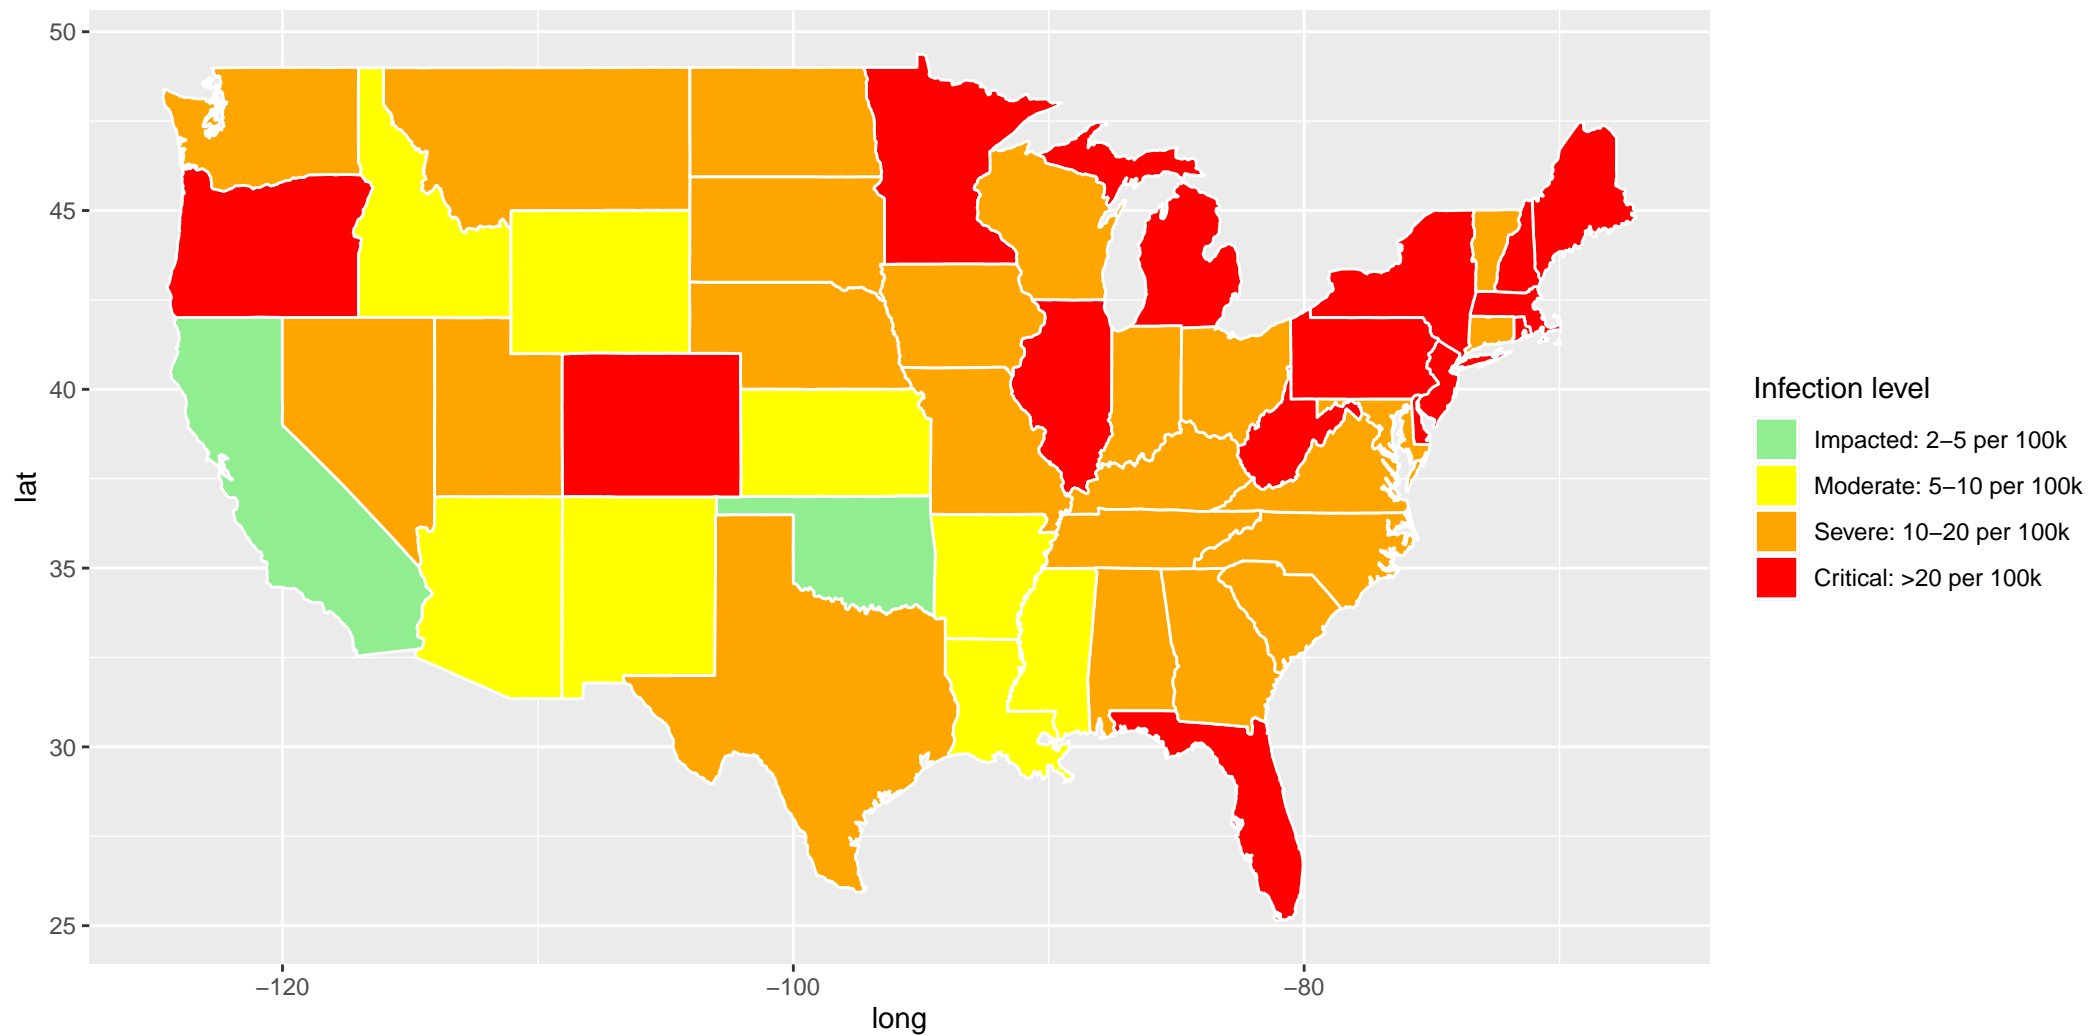 50
45
40
35
30
25
lat
−120
−100
−80
long
Infection level
Impacted: 2−5 per 100k
Moderate: 5−10 per 100k
Severe: 10−20 per 100k
Critical: >20 per 100k